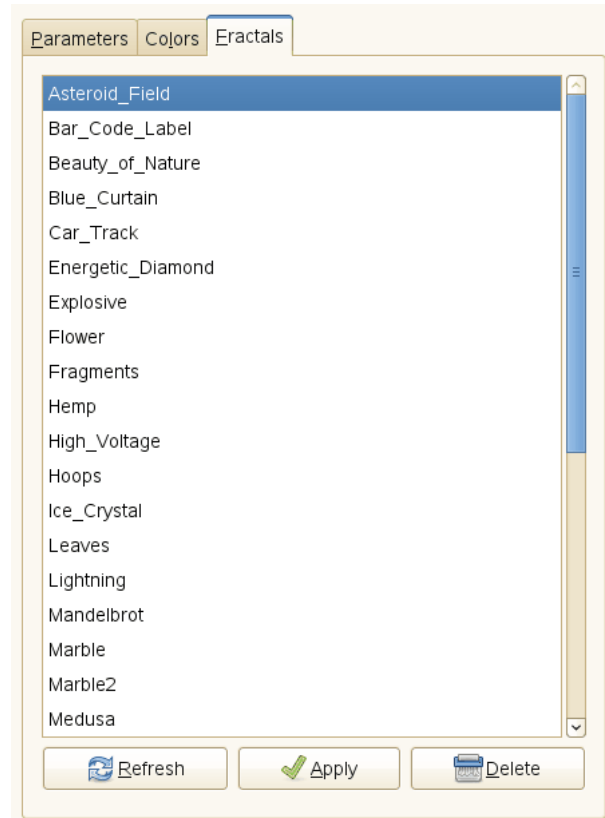 Parameters Colors Fractals
Asteroid_Field
Bar_Code_Label
Beauty_of_Nature
Blue_Curtain
Car_Track
Energetic_Diamond
Explosive
Flower
Fragments
Hemp
High_Voltage
Hoops
Ice_Crystal
Leaves
Lightning
Mandelbrot
Marble
Marble2
Medusa
Refresh Apply Delete